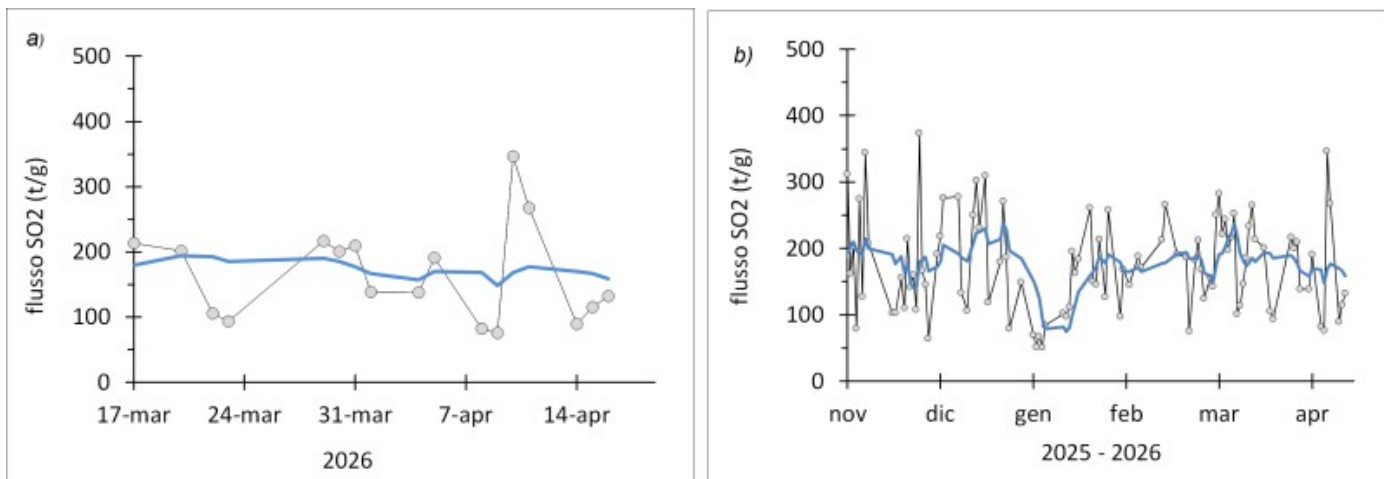 a)
flusso SO2 (t/g)
500
400
300
200
100
0
17-mar 24-mar 31-mar 7-apr 14-apr
2026
b)
flusso SO2 (t/g)
500
400
300
200
100
0
nov dic gen feb mar apr
2025 - 2026